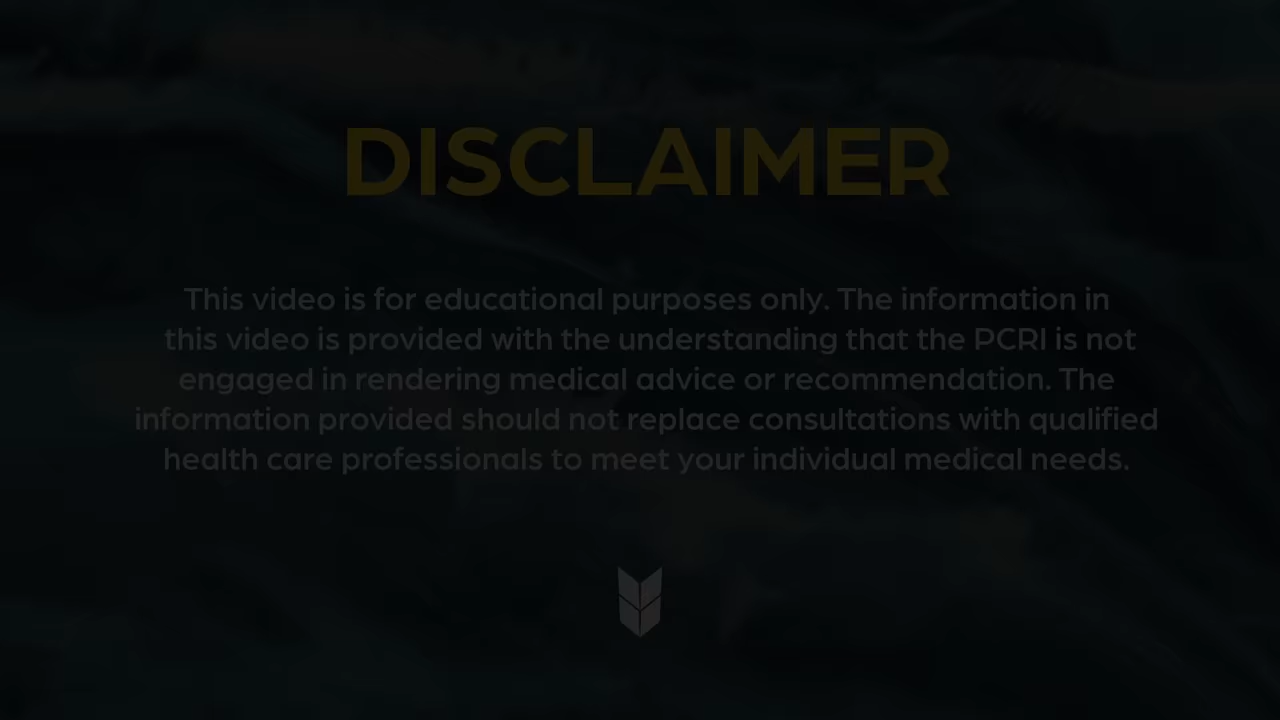 DISCLAIMER
This video is for educational purposes only. The information in
this video is provided with the understanding that the PCRI is not
engaged in rendering medical advice or recommendation. The
information provided should not replace consultations with qualified
health care professionals to meet your individual medical needs.